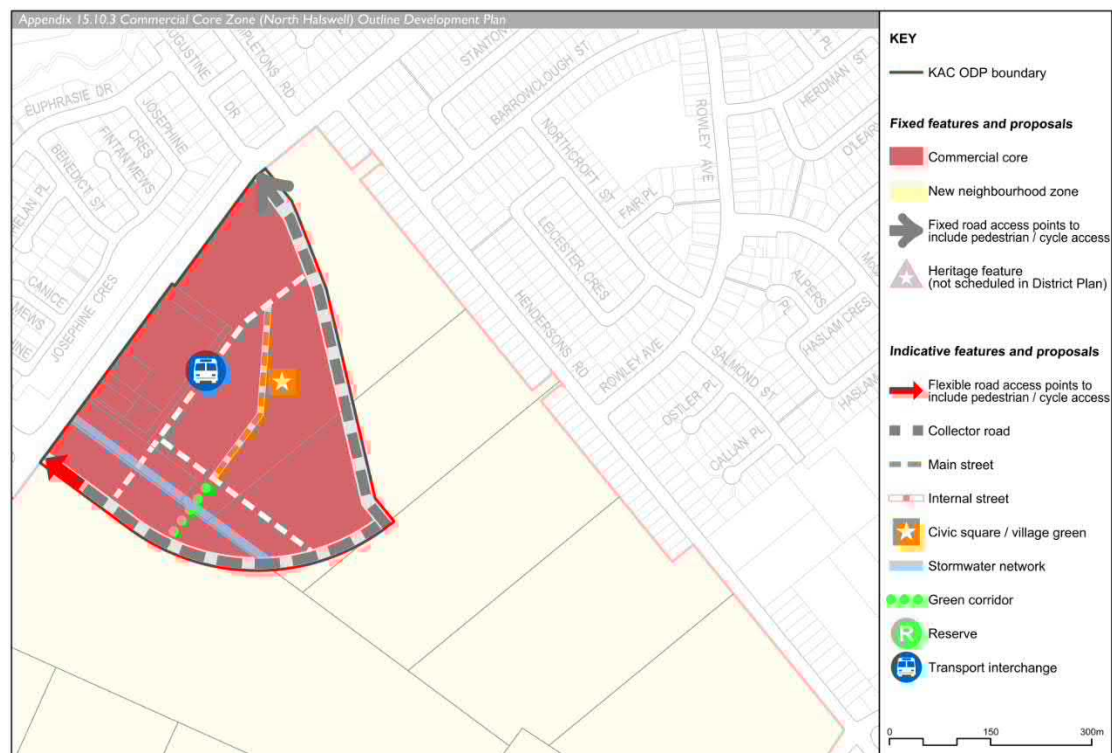 Appendix 15.10.3 Commercial Core Zone (North Halswell) Outline Development Plan
AUGUSTINE
DR
EUPHRASIE DR
JOSEPHINE
CRES
FINTAN MEWS
BENEDICT ST
CANICE
MEWS
JOSEPHINE CRES
STANTON
BARROWCLOUGH ST
NORTHCROFT ST
FAIR PL
ROWLEY AVE
HERDMAN ST
LEICESTER CRES
HENDERSONS RD
ROWLEY AVE
ALPERS
PL
HASLAM CRES
HASLAM
SALMOND ST
OSTLER PL
CALLAN PL
KEY
KAC ODP boundary
Fixed features and proposals
Commercial core
New neighbourhood zone
Fixed road access points to
include pedestrian / cycle access
Heritage feature
(not scheduled in District Plan)
Indicative features and proposals
Flexible road access points to
include pedestrian / cycle access
Collector road
Main street
Internal street
Civic square / village green
Stormwater network
Green corridor
R
Reserve
Transport interchange
0 150 300m